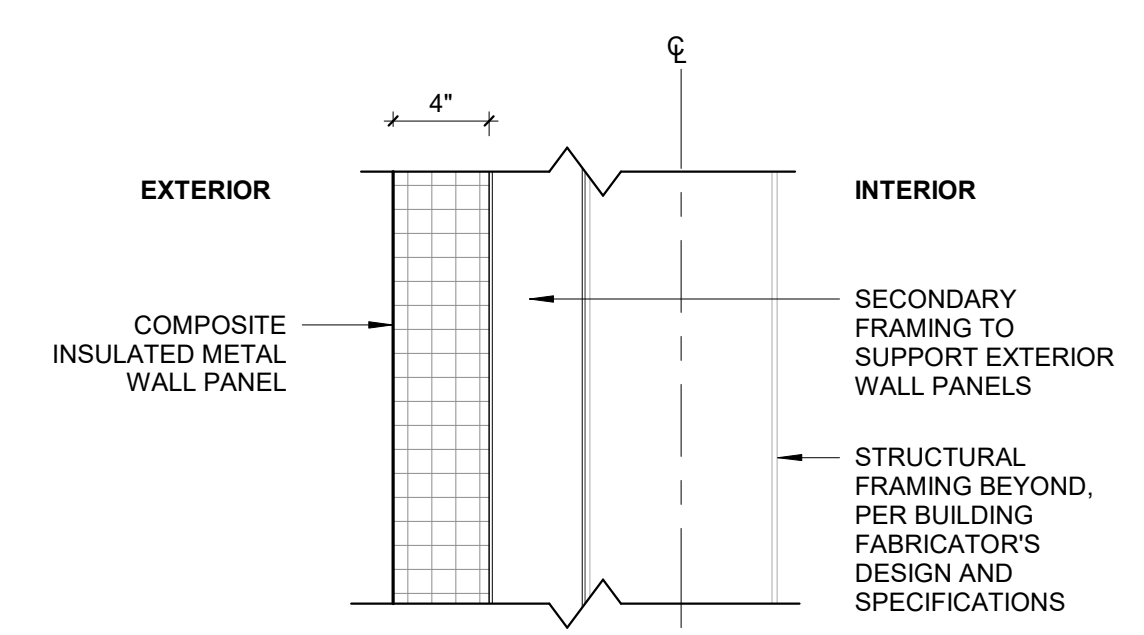 ℄
4"
EXTERIOR
INTERIOR
COMPOSITE
INSULATED METAL
WALL PANEL
SECONDARY
FRAMING TO
SUPPORT EXTERIOR
WALL PANELS
STRUCTURAL
FRAMING BEYOND,
PER BUILDING
FABRICATOR'S
DESIGN AND
SPECIFICATIONS